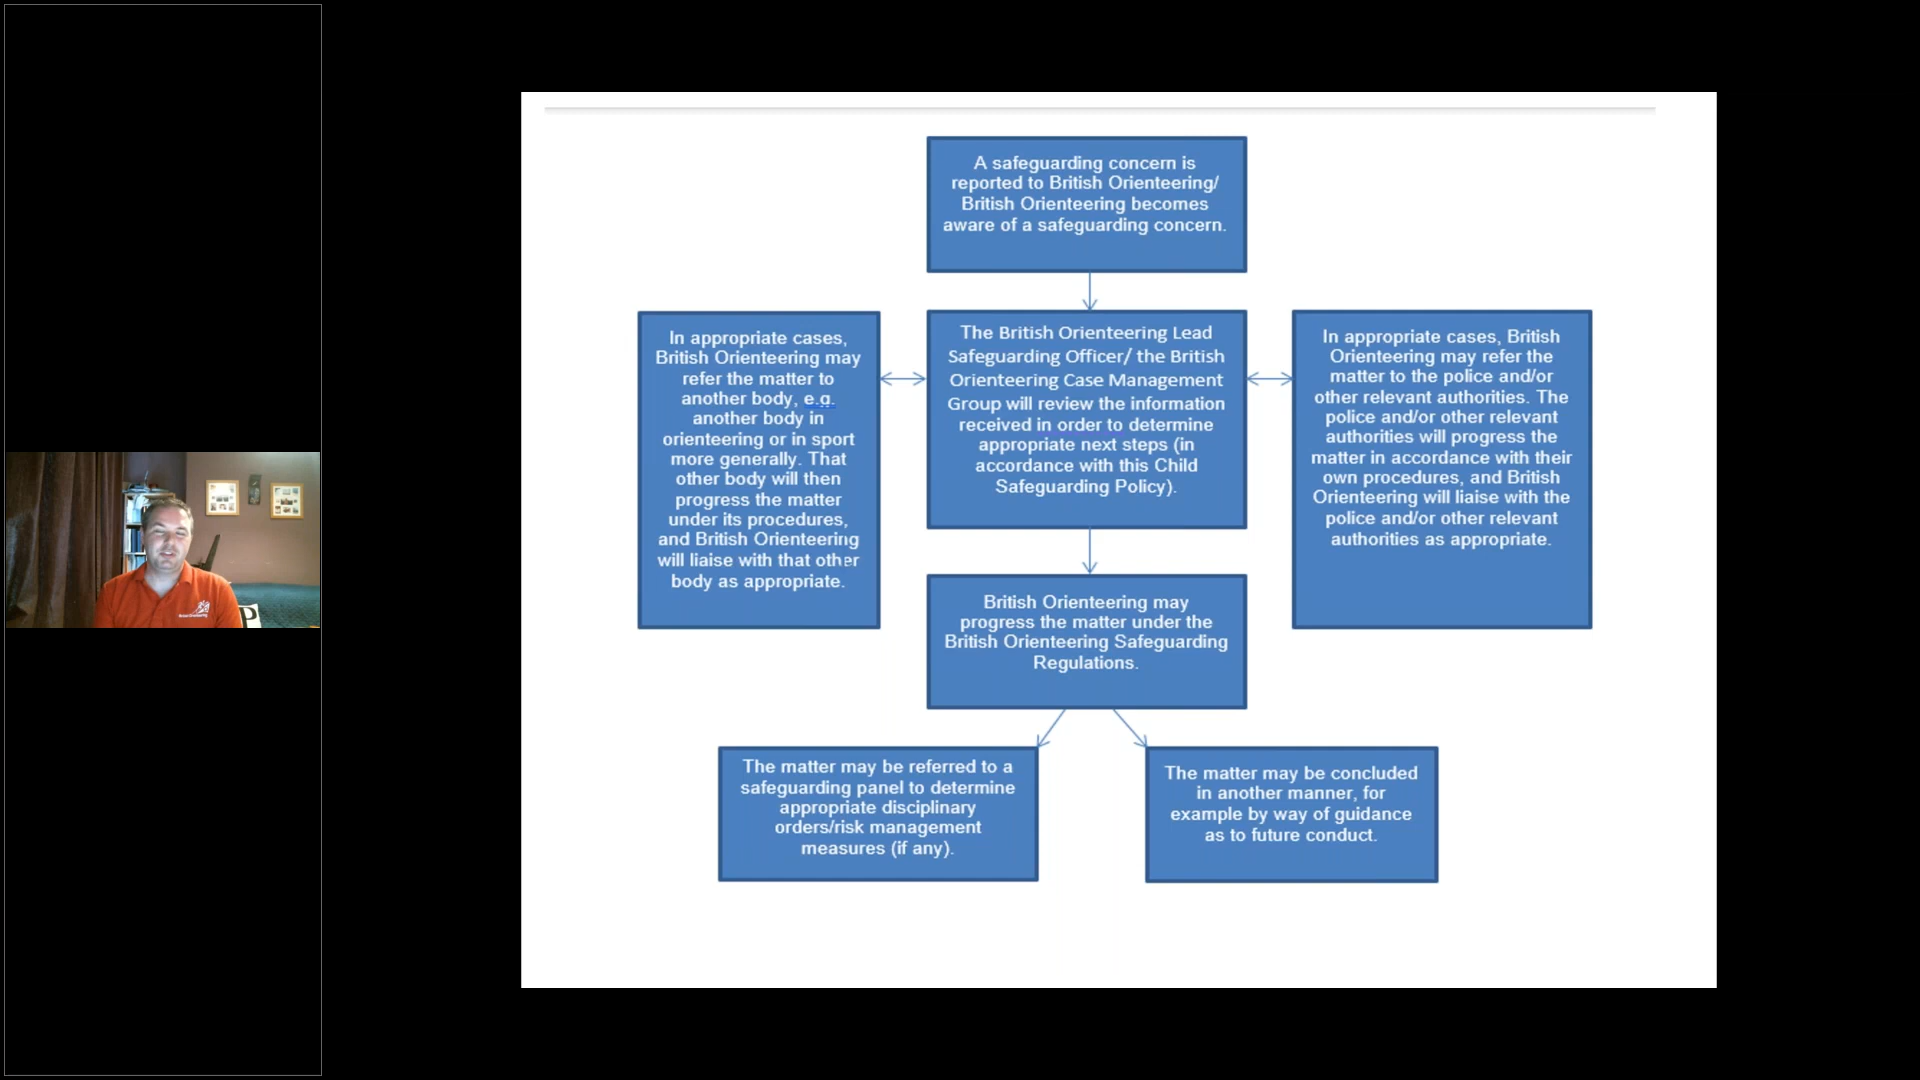 A safeguarding concern is
reported to British Orienteering/
British Orienteering becomes
aware of a safeguarding concern.
In appropriate cases,
British Orienteering may
refer the matter to
another body, e.g.
another body in
orienteering or in sport
more generally. That
other body will then
progress the matter
under its procedures,
and British Orienteering
will liaise with that other
body as appropriate.
The British Orienteering Lead
Safeguarding Officer/ the British
Orienteering Case Management
Group will review the information
received in order to determine
appropriate next steps (in
accordance with this Child
Safeguarding Policy).
In appropriate cases, British
Orienteering may refer the
matter to the police and/or
other relevant authorities. The
police and/or other relevant
authorities will progress the
matter in accordance with their
own procedures, and British
Orienteering will liaise with the
police and/or other relevant
authorities as appropriate.
British Orienteering may
progress the matter under the
British Orienteering Safeguarding
Regulations.
The matter may be referred to a
safeguarding panel to determine
appropriate disciplinary
orders/risk management
measures (if any).
The matter may be concluded
in another manner, for
example by way of guidance
as to future conduct.
British Orienteering
P